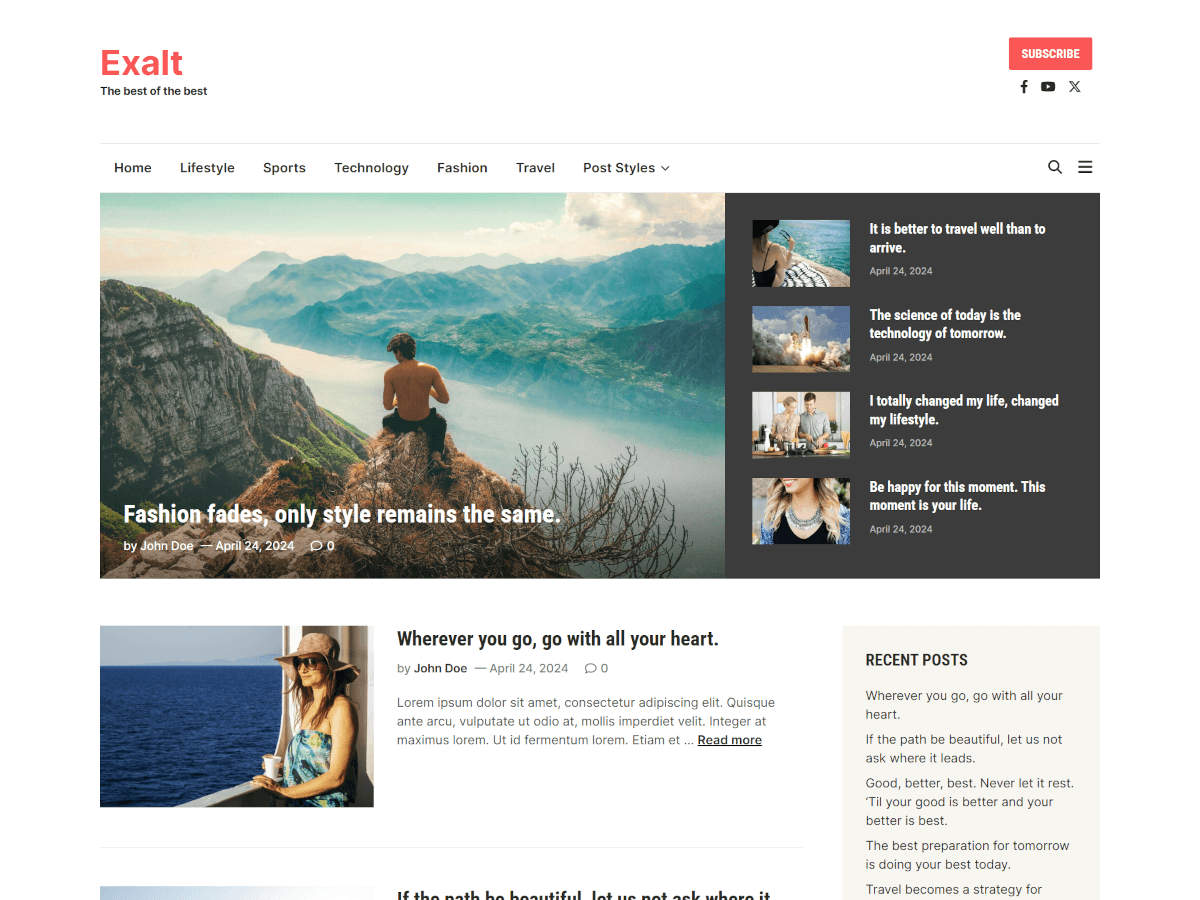 Exalt
The best of the best
SUBSCRIBE
Home
Lifestyle
Sports
Technology
Fashion
Travel
Post Styles
Fashion fades, only style remains the same.
by John Doe — April 24, 2024 0
It is better to travel well than to
arrive.
April 24, 2024
The science of today is the
technology of tomorrow.
April 24, 2024
I totally changed my life, changed
my lifestyle.
April 24, 2024
Be happy for this moment. This
moment is your life.
April 24, 2024
Wherever you go, go with all your heart.
by John Doe — April 24, 2024 0
Lorem ipsum dolor sit amet, consectetur adipiscing elit. Quisque
ante arcu, vulputate ut odio at, mollis imperdiet velit. Integer at
maximus lorem. Ut id fermentum lorem. Etiam et ... Read more
If the path be beautiful, let us not ask where it
RECENT POSTS
Wherever you go, go with all your
heart.
If the path be beautiful, let us not
ask where it leads.
Good, better, best. Never let it rest.
‘Til your good is better and your
better is best.
The best preparation for tomorrow
is doing your best today.
Travel becomes a strategy for